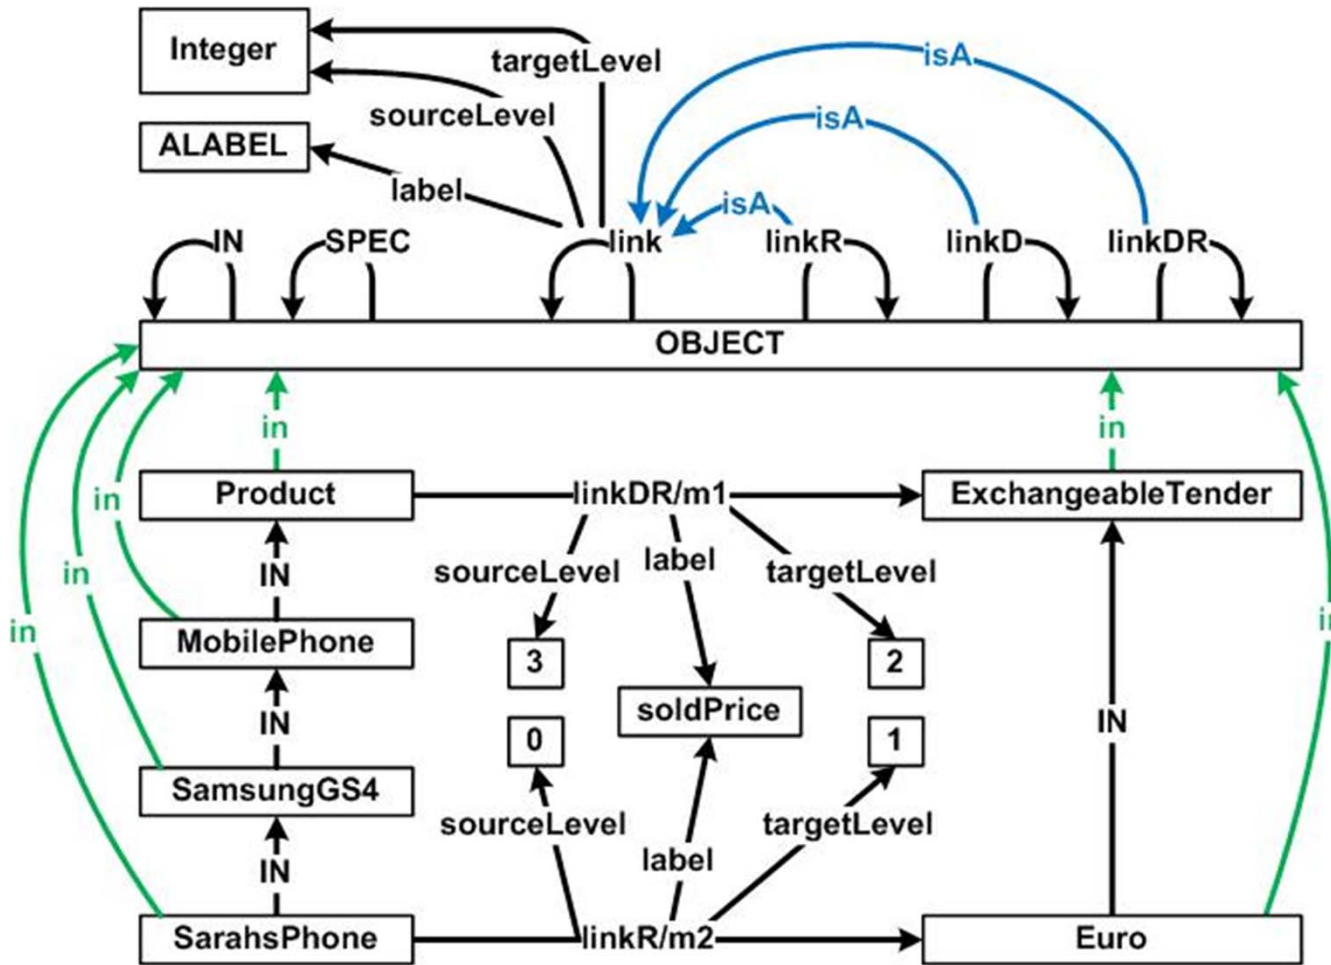 Integer
targetLevel
isA
sourceLevel
isA
ALABEL
label
isA
IN
SPEC
link
linkR
linkD
linkDR
OBJECT
in
in
Product
linkDR/m1
ExchangeableTender
in
label
sourceLevel
targetLevel
IN
in
in
in
MobilePhone
3
2
soldPrice
IN
IN
0
1
SamsungGS4
sourceLevel
targetLevel
label
IN
SarahsPhone
linkR/m2
Euro